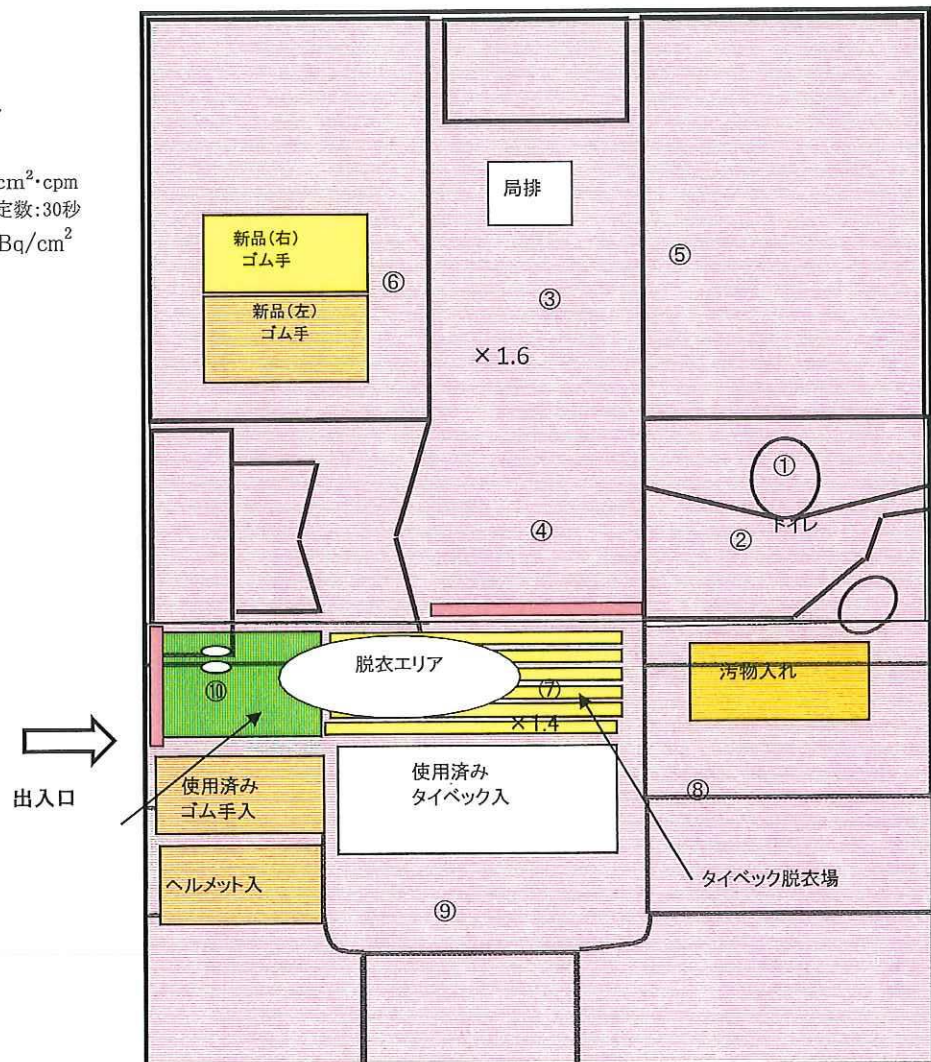 cm²・cpm
定数:30秒
Bq/cm²
局排
新品(右)
ゴム手
⑥
⑤
③
新品(左)
ゴム手
×1.6
①
④
②
トイレ
脱衣エリア
⑩
⑦
汚物入れ
×1.4
出入口
使用済み
ゴム手入
使用済み
タイベック入
⑧
ヘルメット入
タイベック脱衣場
⑨